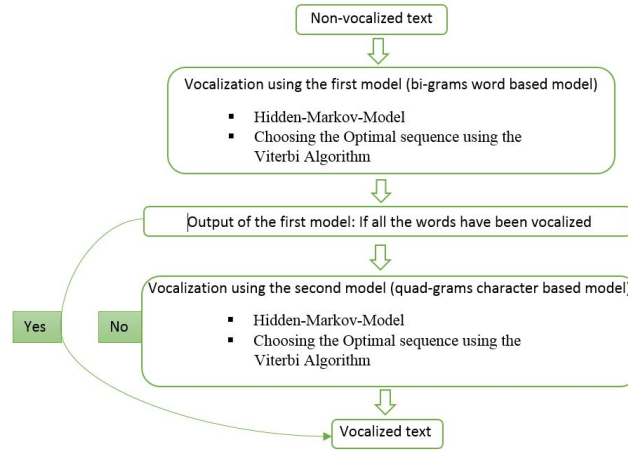 Non-vocalized text
Vocalization using the first model (bi-grams word based model)
▪ Hidden-Markov-Model
▪ Choosing the Optimal sequence using the
Viterbi Algorithm
Output of the first model: If all the words have been vocalized
Vocalization using the second model (quad-grams character based model)
Yes
No
▪ Hidden-Markov-Model
▪ Choosing the Optimal sequence using the
Viterbi Algorithm
Vocalized text